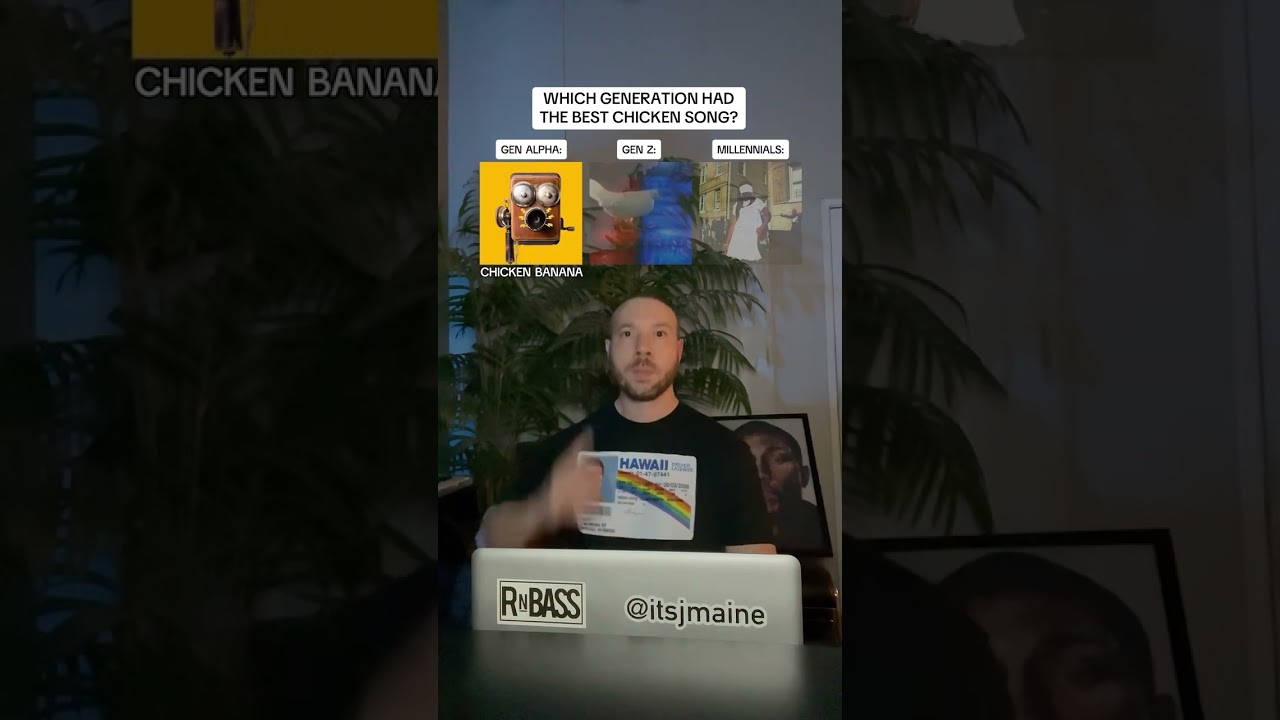 CHICKEN BANANA
WHICH GENERATION HAD
THE BEST CHICKEN SONG?
GEN ALPHA:
GEN Z:
MILLENNIALS:
CHICKEN BANANA
HAWAII
RNBASS
@itsjmaine